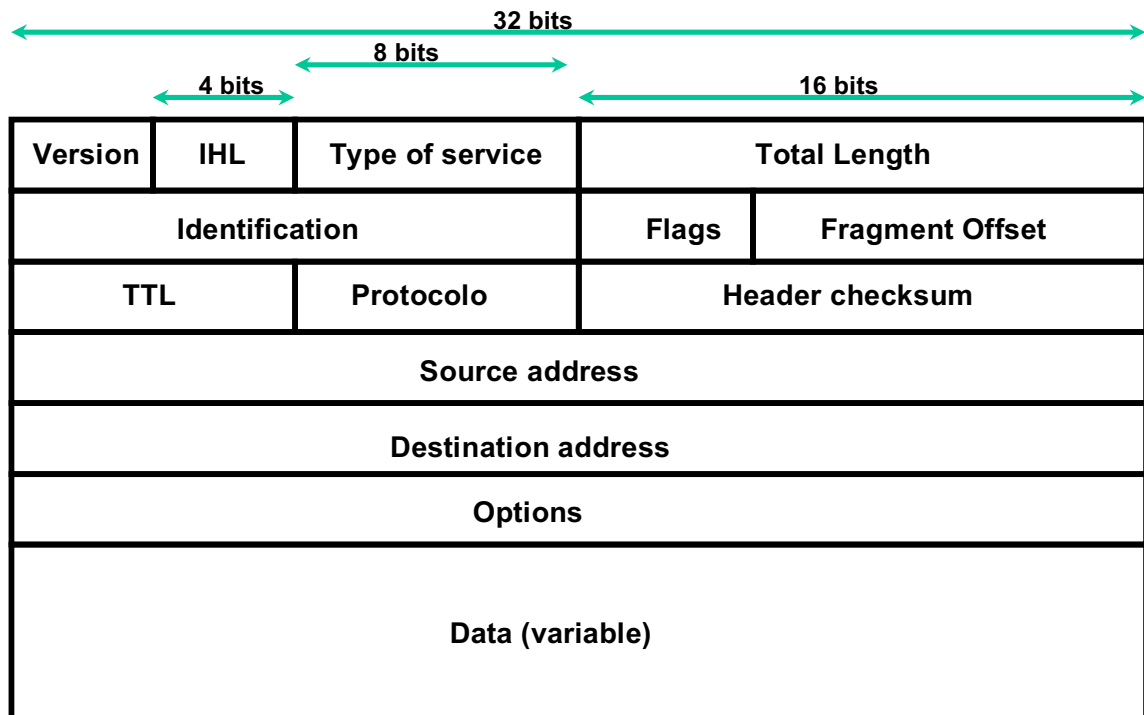 32 bits
8 bits
4 bits 16 bits
Version IHL Type of service Total Length
Identification Flags Fragment Offset
TTL Protocolo Header checksum
Source address
Destination address
Options
Data (variable)